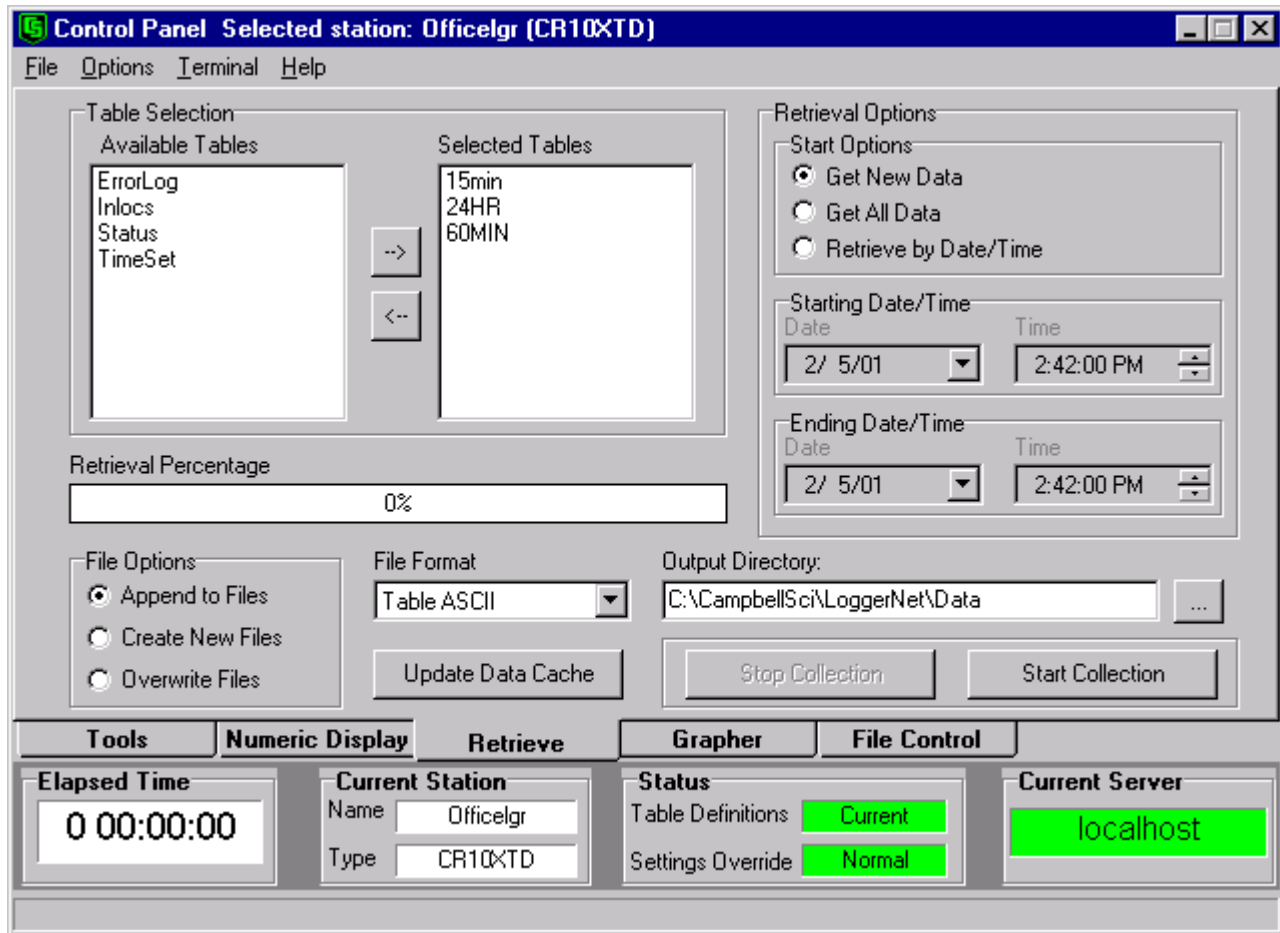 Control Panel Selected station: Officelgr (CR10XTD)
File Options Terminal Help
Table Selection
Available Tables
ErrorLog
Inlocs
Status
TimeSet
-->
<--
Selected Tables
15min
24HR
60MIN
Retrieval Options
Start Options
Get New Data
Get All Data
Retrieve by Date/Time
Starting Date/Time
Date Time
2/ 5/01 2:42:00 PM
Ending Date/Time
Date Time
2/ 5/01 2:42:00 PM
Retrieval Percentage
0%
File Options
Append to Files
Create New Files
Overwrite Files
File Format
Table ASCII
Output Directory:
C:\CampbellSci\LoggerNet\Data
...
Update Data Cache
Stop Collection
Start Collection
Tools Numeric Display Retrieve Grapher File Control
Elapsed Time
0 00:00:00
Current Station
Name Officelgr
Type CR10XTD
Status
Table Definitions Current
Settings Override Normal
Current Server
localhost